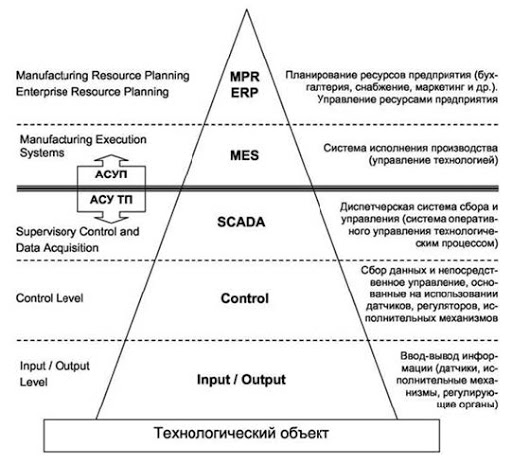 Manufacturing Resource Planning
Enterprise Resource Planning
MPR
ERP
Планирование ресурсов предприятия (бух-
галтерия, снабжение, маркетинг и др.).
Управление ресурсами предприятия
Manufacturing Execution
Systems
MES
Система исполнения производства
(управление технологией)
АСУП
АСУ ТП
Supervisory Control and
Data Acquisition
SCADA
Диспетчерская система сбора и
управления (система оператив-
ного управления технологиче-
ским процессом)
Control Level
Control
Сбор данных и непосредст-
венное управление, осно-
ванные на использовании
датчиков, регуляторов, ис-
полнительных механизмов
Input / Output
Level
Input / Output
Ввод-вывод инфор-
мации (датчики, ис-
полнительные меха-
низмы, регулирую-
щие органы)
Технологический объект